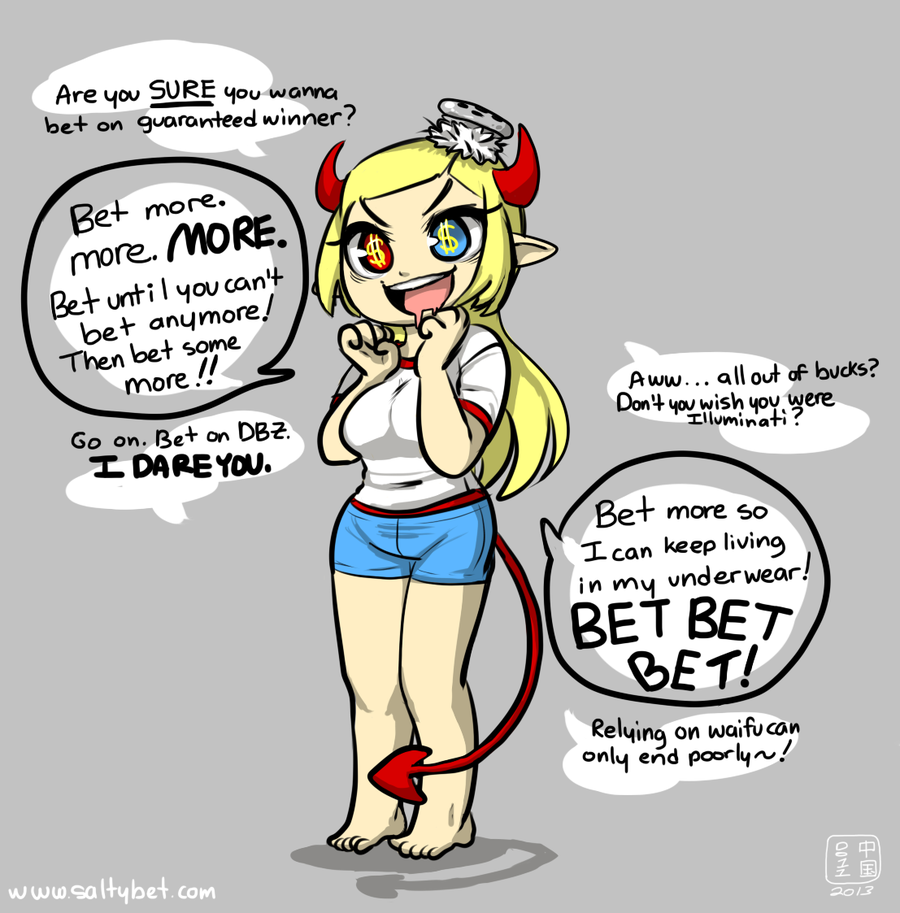 Are you SURE you wanna
bet on guaranteed winner?
Bet more.
more. MORE.
Bet until you can't
bet anymore!
Then bet some
more!!
Go on. Bet on DBZ.
I DARE YOU.
Aww... all out of bucks?
Don't you wish you were
Illuminati?
Bet more so
I can keep living
in my underwear!
BET BET
BET!
Relying on waifu can
only end poorly~!
$ $
www.saltybet.com
中国
2013